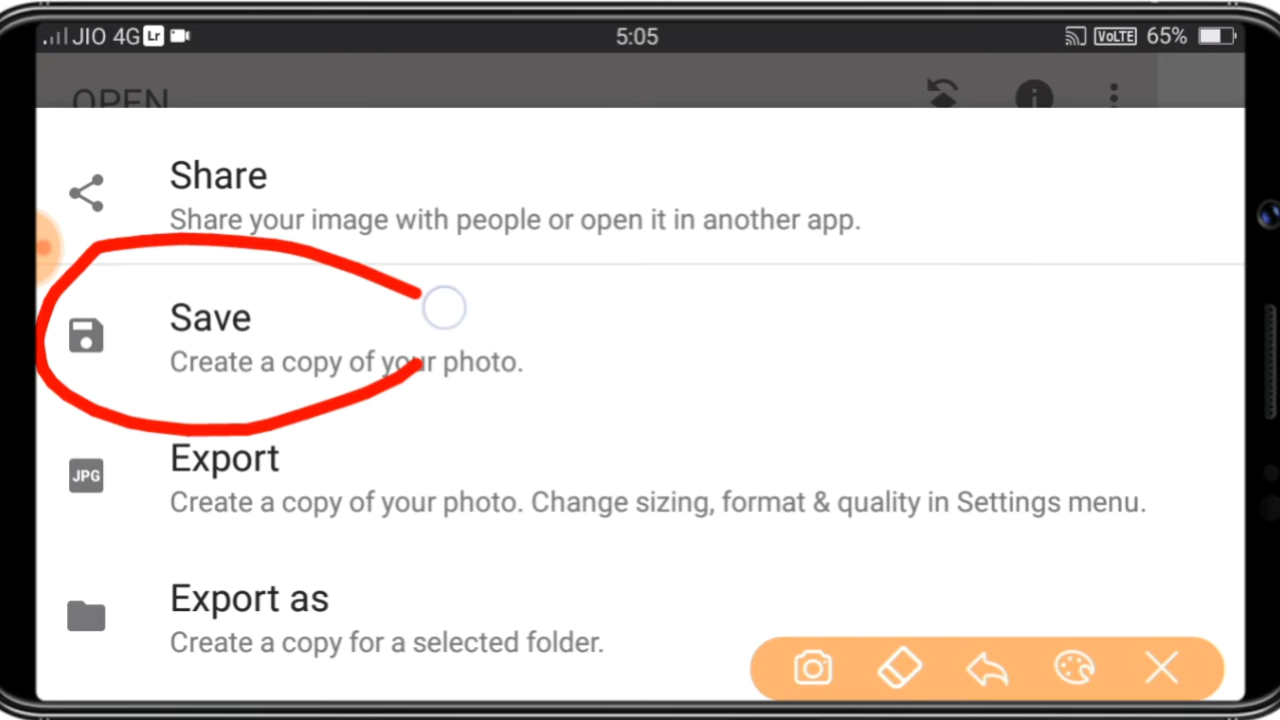 JIO 4G Lr 5:05 VoLTE 65%
OPEN
Share
Share your image with people or open it in another app.
Save
Create a copy of your photo.
JPG
Export
Create a copy of your photo. Change sizing, format & quality in Settings menu.
Export as
Create a copy for a selected folder.